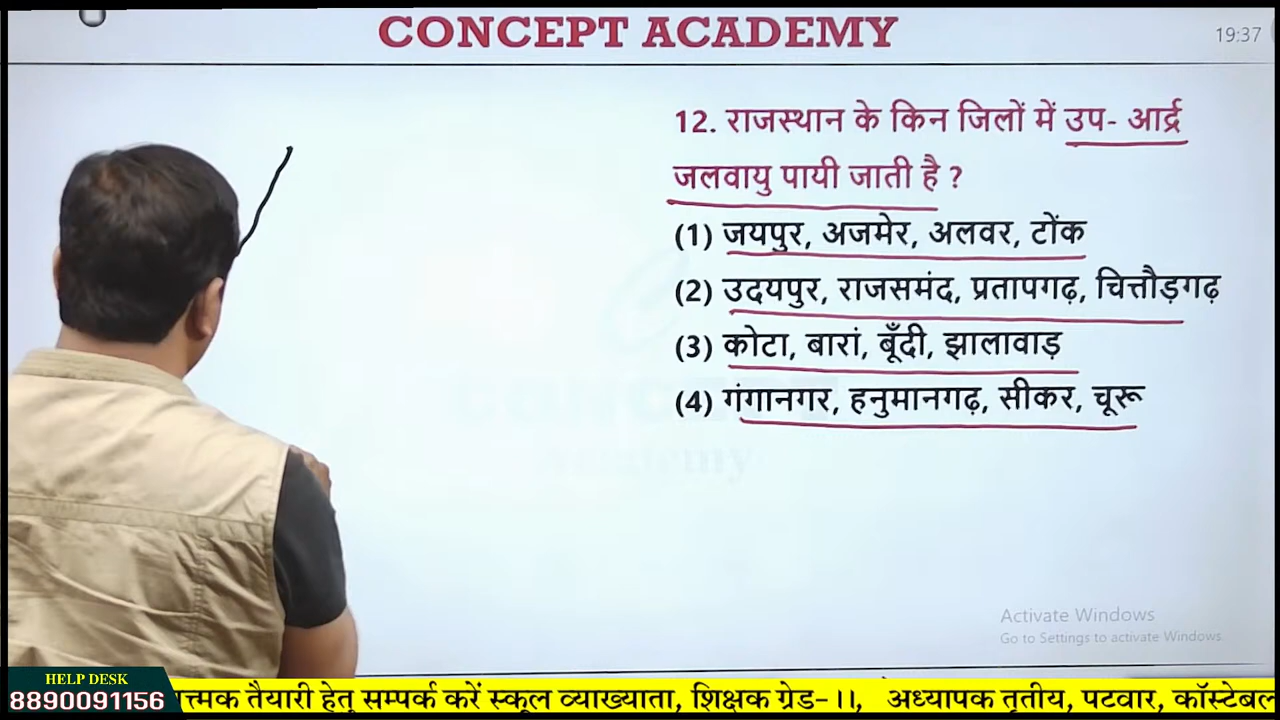 CONCEPT ACADEMY
19:37
12. राजस्थान के किन जिलों में उप- आर्द्र
जलवायु पायी जाती है ?
(1) जयपुर, अजमेर, अलवर, टोंक
(2) उदयपुर, राजसमंद, प्रतापगढ़, चित्तौड़गढ़
(3) कोटा, बारां, बूँदी, झालावाड़
(4) गंगानगर, हनुमानगढ़, सीकर, चूरू
Academy
Activate Windows
Go to Settings to activate Windows.
HELP DESK
8890091156
तैयारी हेतु सम्पर्क करें स्कूल व्याख्याता, शिक्षक ग्रेड-।।, अध्यापक तृतीय, पटवार, कॉस्टेबल